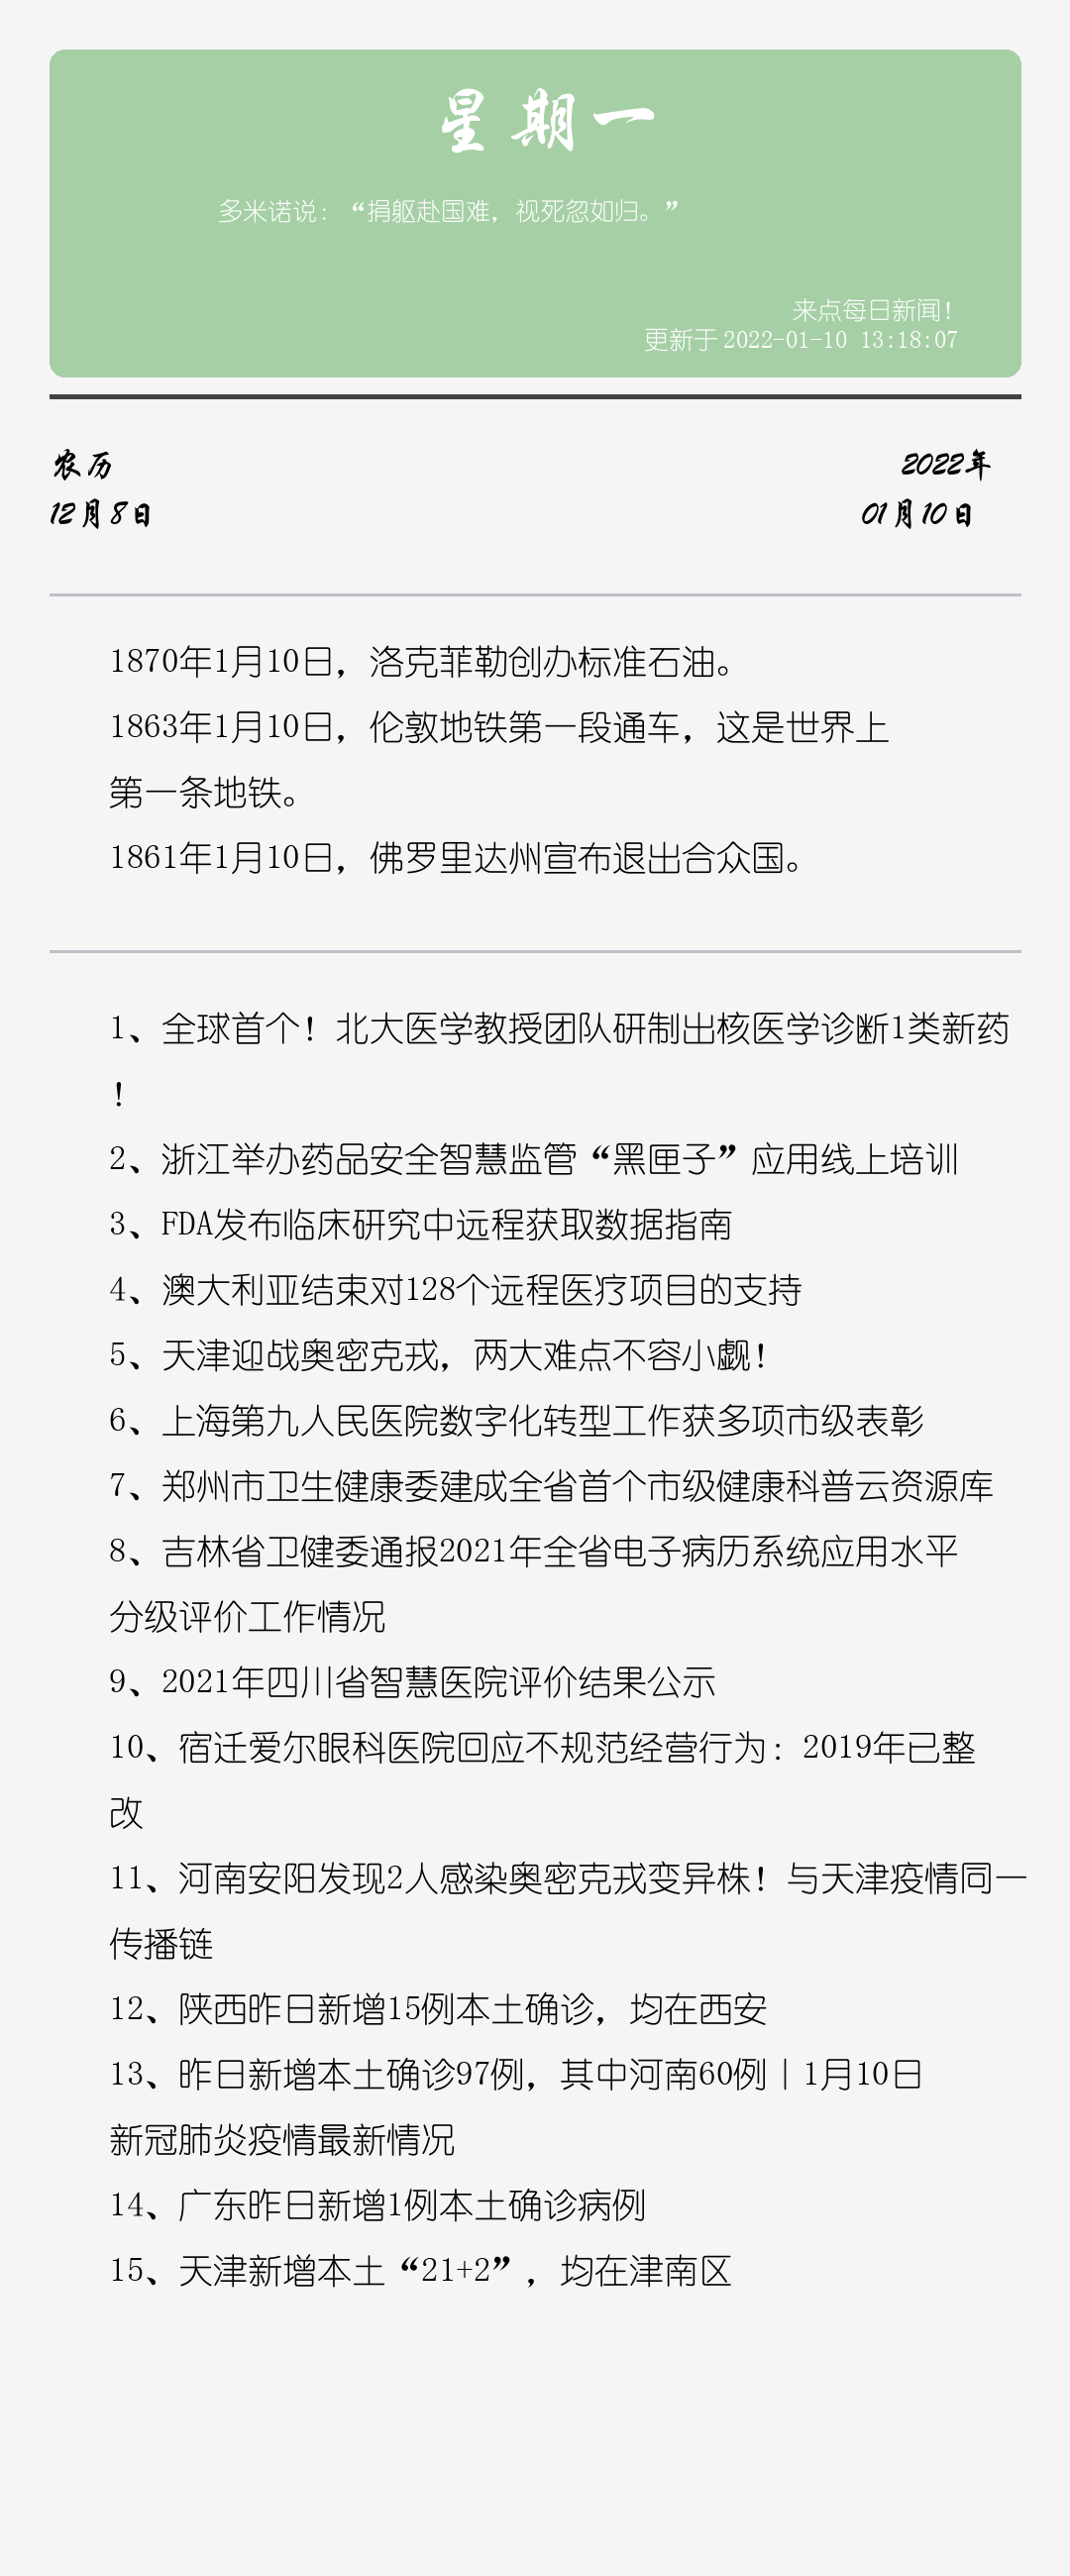 星期一
多米诺说：“捐躯赴国难，视死忽如归。”
来点每日新闻！
更新于2022-01-10 13:18:07
农历
12月8日
2022年
01月10日
1870年1月10日，洛克菲勒创办标准石油。
1863年1月10日，伦敦地铁第一段通车，这是世界上
第一条地铁。
1861年1月10日，佛罗里达州宣布退出合众国。
1、全球首个！北大医学教授团队研制出核医学诊断1类新药
！
2、浙江举办药品安全智慧监管“黑匣子”应用线上培训
3、FDA发布临床研究中远程获取数据指南
4、澳大利亚结束对128个远程医疗项目的支持
5、天津迎战奥密克戎，两大难点不容小觑！
6、上海第九人民医院数字化转型工作获多项市级表彰
7、郑州市卫生健康委建成全省首个市级健康科普云资源库
8、吉林省卫健委通报2021年全省电子病历系统应用水平
分级评价工作情况
9、2021年四川省智慧医院评价结果公示
10、宿迁爱尔眼科医院回应不规范经营行为：2019年已整
改
11、河南安阳发现2人感染奥密克戎变异株！与天津疫情同一
传播链
12、陕西昨日新增15例本土确诊，均在西安
13、昨日新增本土确诊97例，其中河南60例｜1月10日
新冠肺炎疫情最新情况
14、广东昨日新增1例本土确诊病例
15、天津新增本土“21+2”，均在津南区